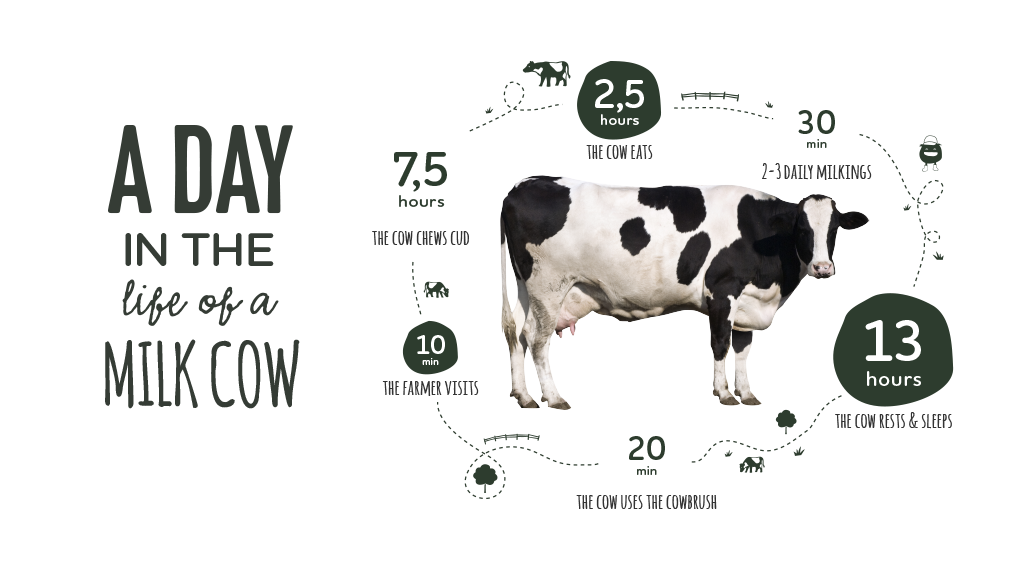 A DAY
IN THE
life of a
MILK COW
2,5
hours
THE COW EATS
30
min
2-3 DAILY MILKINGS
13
hours
THE COW RESTS & SLEEPS
20
min
THE COW USES THE COWBRUSH
10
min
THE FARMER VISITS
7,5
hours
THE COW CHEWS CUD